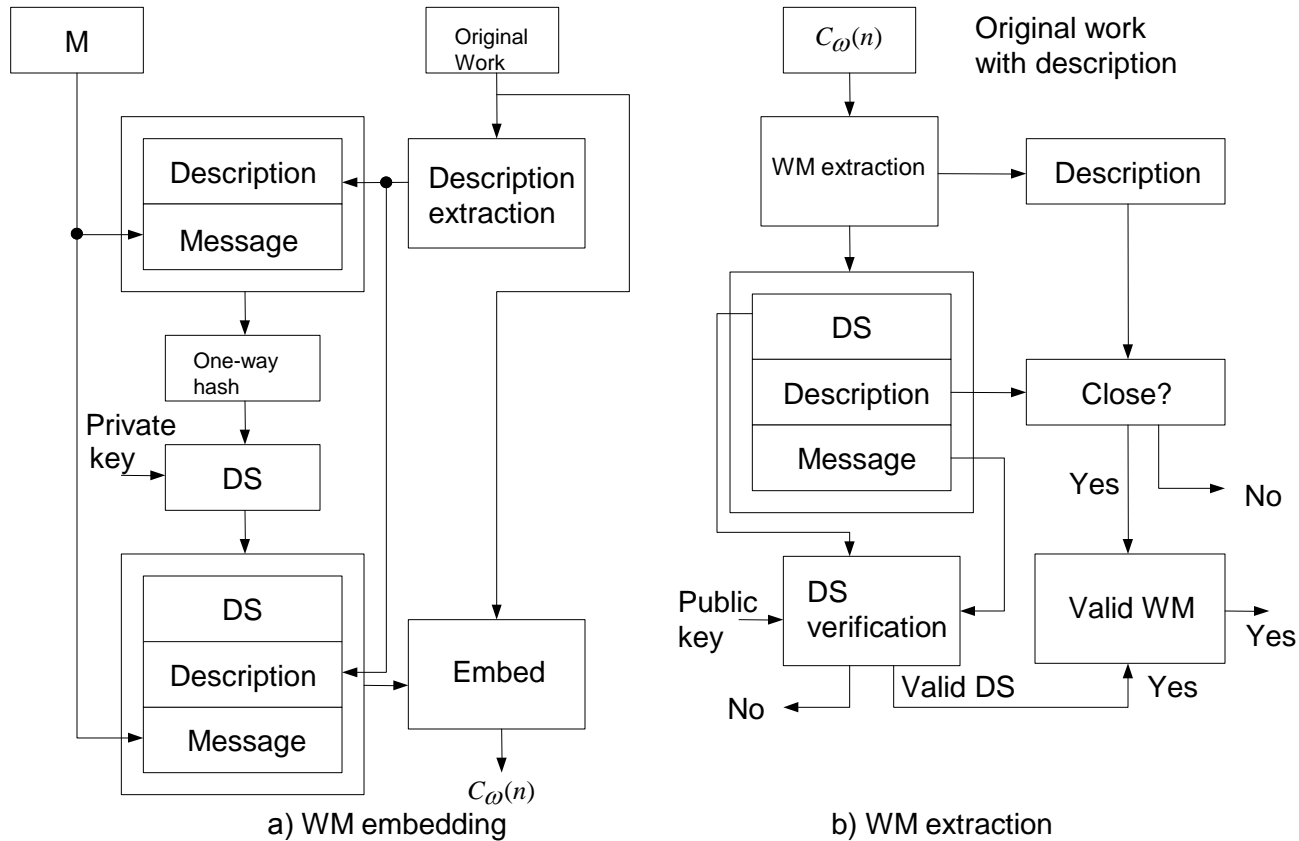 M
Original
Work
Description
Message
Description
extraction
One-way
hash
Private
key
DS
DS
Description
Message
Embed
Cω(n)
a) WM embedding
Cω(n)
Original work
with description
WM extraction
Description
DS
Description
Message
Close?
Yes
No
Public
key
DS
verification
Valid WM
Yes
No
Valid DS
Yes
b) WM extraction